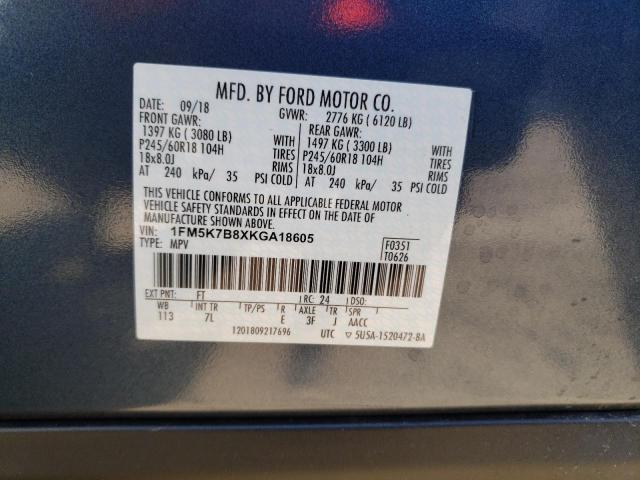 MFD. BY FORD MOTOR CO.
DATE: 09/18 GVWR: 2776 KG ( 6120 LB)
FRONT GAWR: REAR GAWR:
1397 KG ( 3080 LB) 1497 KG ( 3300 LB)
P245/60R18 104H TIRES P245/60R18 104H TIRES
18x8.0J RIMS 18x8.0J RIMS
AT 240 kPa/ 35 PSI COLD AT 240 kPa/ 35 PSI COLD
THIS VEHICLE CONFORMS TO ALL APPLICABLE FEDERAL MOTOR
VEHICLE SAFETY STANDARDS IN EFFECT ON THE DATE OF
MANUFACTURE SHOWN ABOVE.
VIN: 1FM5K7B8XKGA18605
TYPE: MPV
F0351
T0626
EXT PNT: FT RC: 24 DSO:
WB INT TR TP/PS R AXLE TR SPR
113 7L E 3F J AACC
1201809217696 UTC ▽ 5U5A-1520472-BA